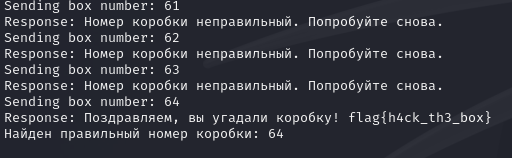 Sending box number: 61
Response: Номер коробки неправильный. Попробуйте снова.
Sending box number: 62
Response: Номер коробки неправильный. Попробуйте снова.
Sending box number: 63
Response: Номер коробки неправильный. Попробуйте снова.
Sending box number: 64
Response: Поздравляем, вы угадали коробку! flag{h4ck_th3_box}
Найден правильный номер коробки: 64